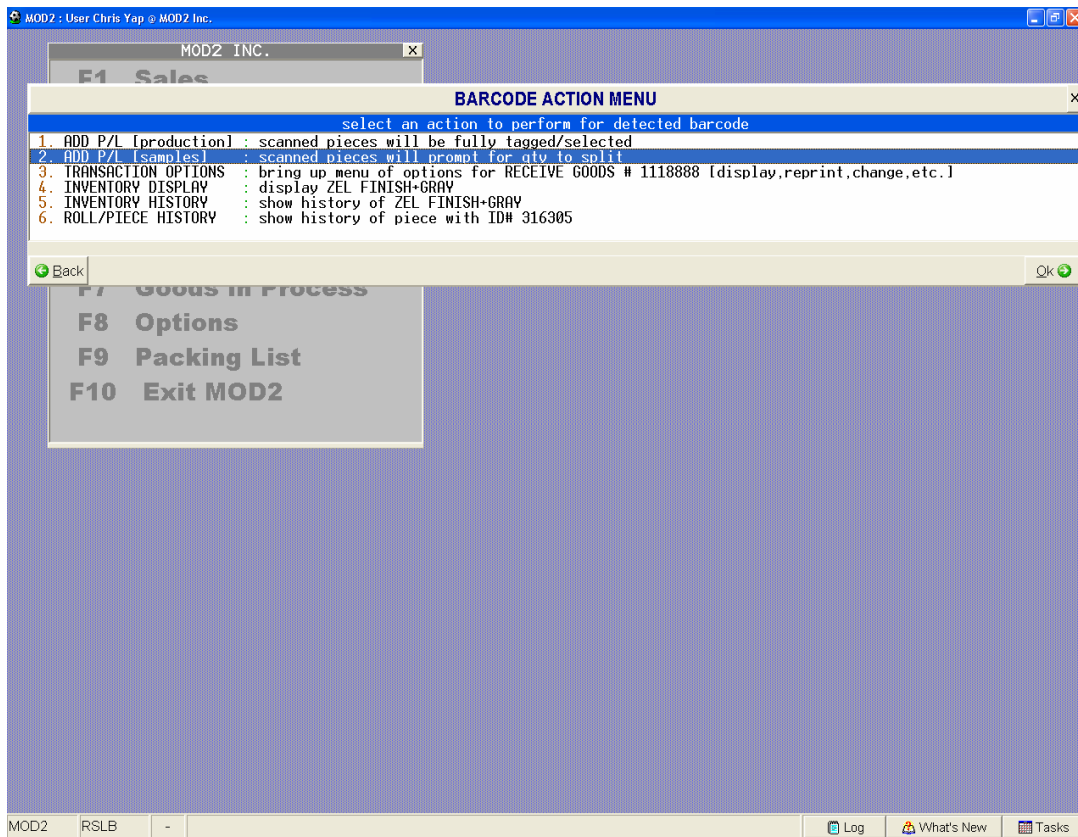 MOD2 : User Chris Yap @ MOD2 Inc.
MOD2 INC.
F1 Sales
BARCODE ACTION MENU
select an action to perform for detected barcode
1. ADD P/L [production] : scanned pieces will be fully tagged/selected
2. ADD P/L [samples] : scanned pieces will prompt for qty to split
3. TRANSACTION OPTIONS : bring up menu of options for RECEIVE GOODS # 1118888 [display,reprint,change,etc.]
4. INVENTORY DISPLAY : display ZEL FINISH+GRAY
5. INVENTORY HISTORY : show history of ZEL FINISH+GRAY
6. ROLL/PIECE HISTORY : show history of piece with ID# 316305
Back Ok
F7 Goods in Process
F8 Options
F9 Packing List
F10 Exit MOD2
MOD2 RSLB - Log What's New Tasks